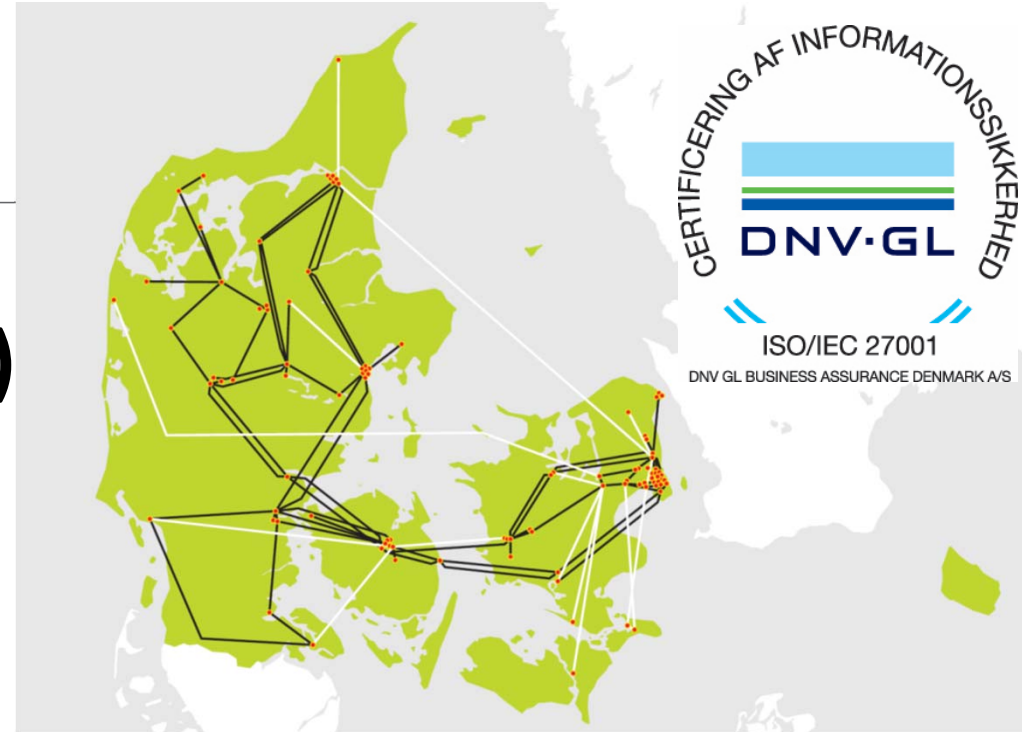 CERTIFICERING AF INFORMATIONSSIKKERHED
DNV·GL
ISO/IEC 27001
DNV GL BUSINESS ASSURANCE DENMARK A/S
)